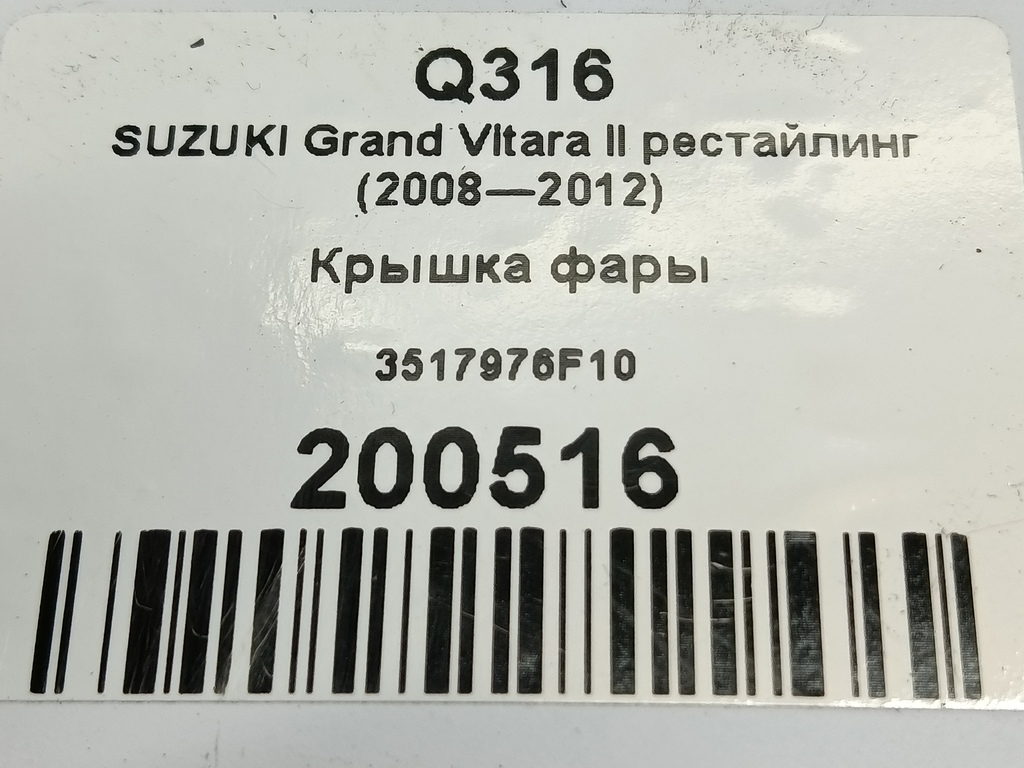 Q316
SUZUKI Grand Vitara II рестайлинг
(2008—2012)
Крышка фары
3517976F10
200516